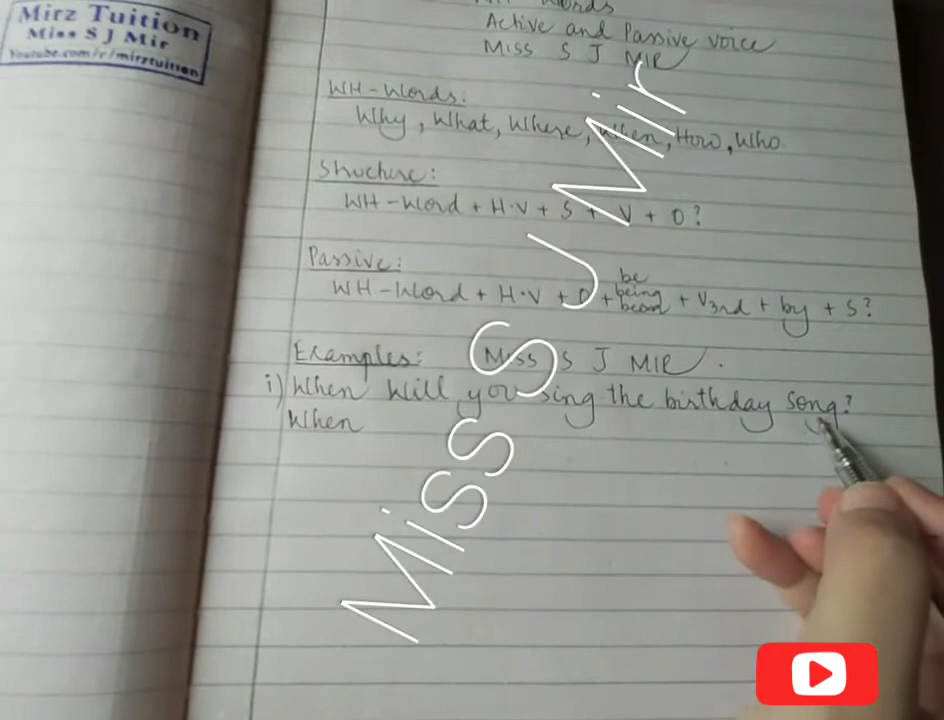 Mirz Tuition
Miss S J Mir
Youtube.com/c/mirztuition
Words
Active and Passive voice
Miss S J MIR
WH-Words:
Why, What, Where, When, How, Who.
Structure:
WH-Word + H.V + S + V + O?
Passive:
WH-Word + H.V + O + be being been + V3rd + by + S?
Examples: Miss S J MIR.
i) When will you sing the birthday song?
When
Miss S J Mir